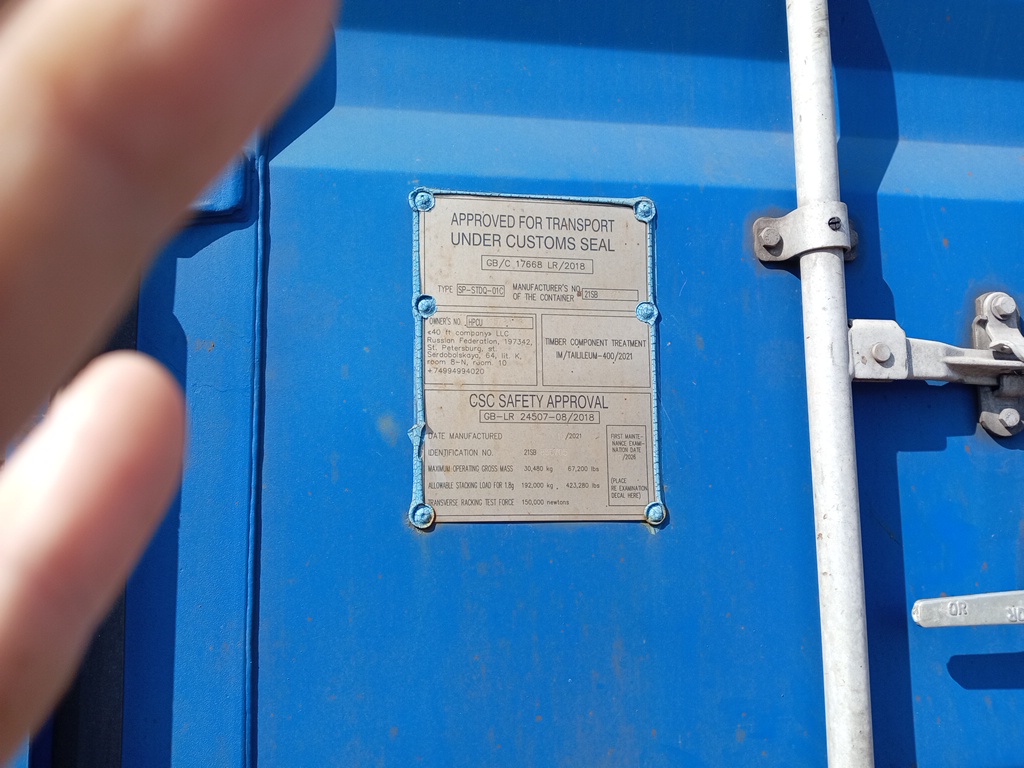 APPROVED FOR TRANSPORT
UNDER CUSTOMS SEAL
GB/C 17668 LR/2018
TYPE SP-STDQ-01C MANUFACTURER'S NO.
OF THE CONTAINER 21SB
OWNER'S NO. HPCU
«40 ft company» LLC
Russian Federation, 197342,
St. Petersburg, st.
Serdobolskaya, 64, lit. K,
room 8-N, room 10
+74994994020
TIMBER COMPONENT TREATMENT
IM/TAILILEUM-400/2021
CSC SAFETY APPROVAL
GB-LR 24507-08/2018
DATE MANUFACTURED /2021
IDENTIFICATION NO. 21SB
MAXIMUM OPERATING GROSS MASS 30,480 kg 67,200 lbs
ALLOWABLE STACKING LOAD FOR 1.8g 192,000 kg 423,280 lbs
TRANSVERSE RACKING TEST FORCE 150,000 newtons
FIRST MAINTE-
NANCE EXAMI-
NATION DATE
/2026
(PLACE
RE EXAMINATION
DECAL HERE)